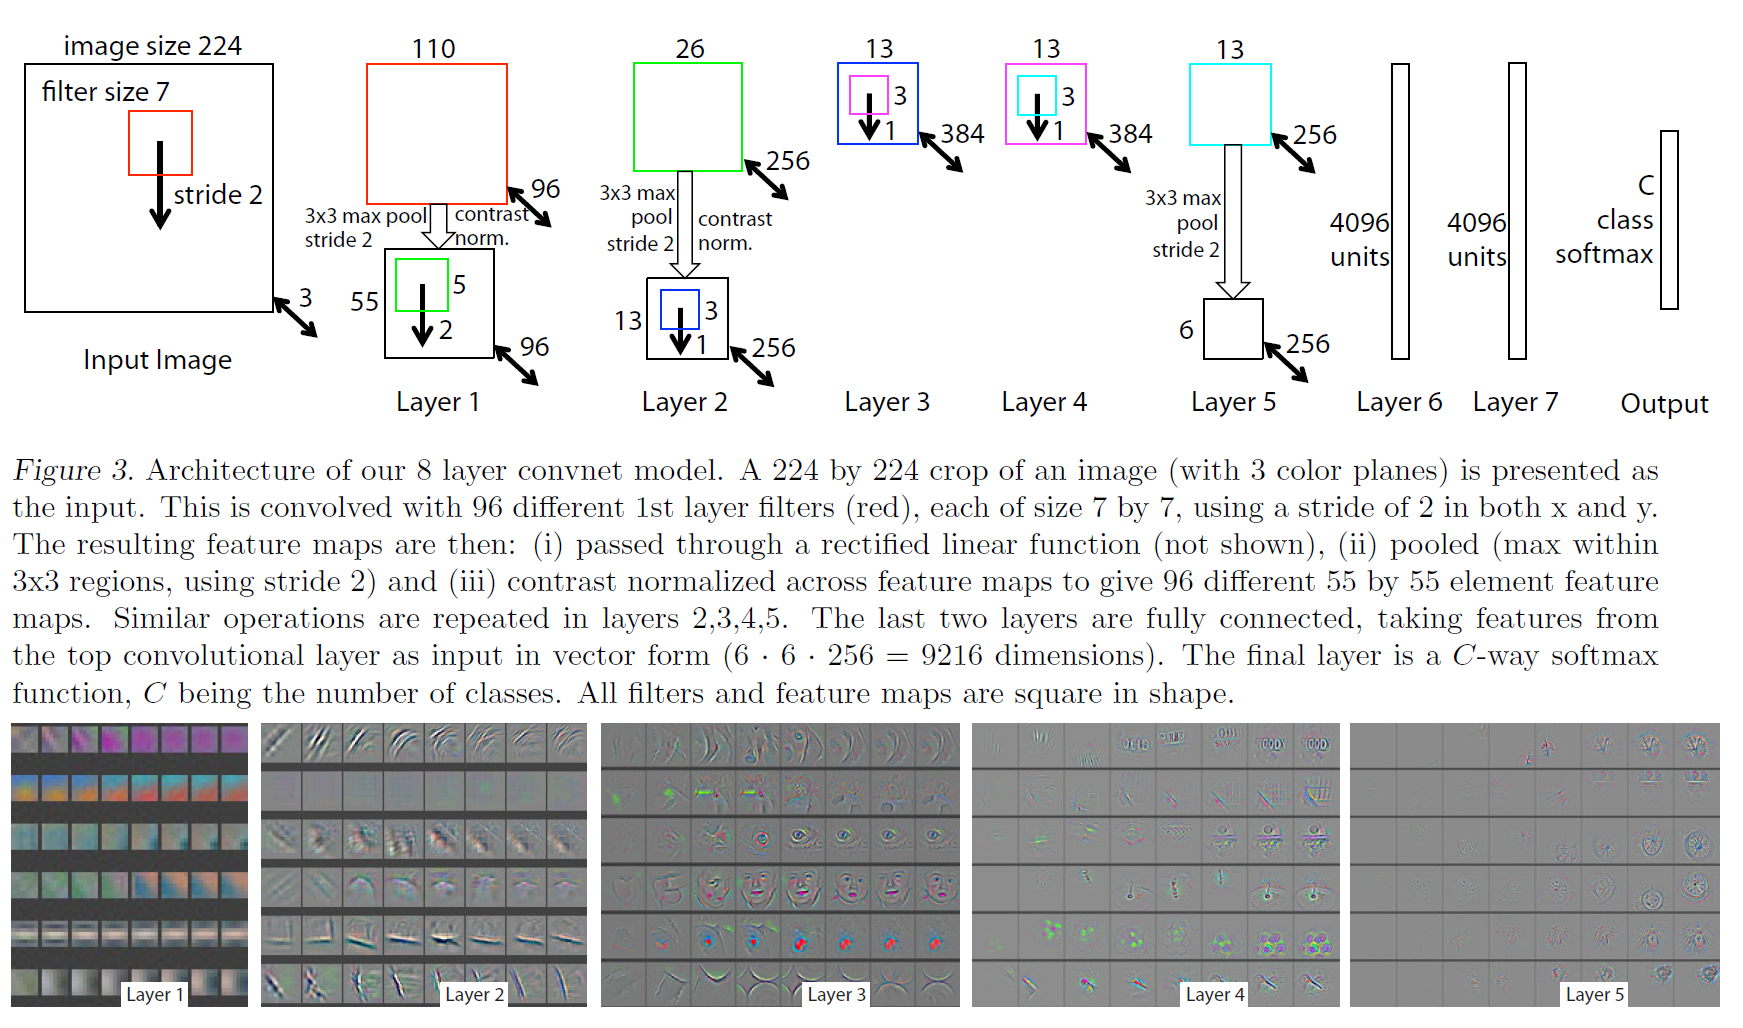 image size 224
filter size 7
stride 2
3
Input Image
110
96
3x3 max pool
stride 2
contrast
norm.
55
5
2
96
Layer 1
26
256
3x3 max
pool
stride 2
contrast
norm.
13
3
1
256
Layer 2
13
3
1
384
Layer 3
13
3
1
384
Layer 4
13
256
3x3 max
pool
stride 2
6
256
Layer 5
4096
units
Layer 6
4096
units
Layer 7
C
class
softmax
Output
Figure 3. Architecture of our 8 layer convnet model. A 224 by 224 crop of an image (with 3 color planes) is presented as
the input. This is convolved with 96 different 1st layer filters (red), each of size 7 by 7, using a stride of 2 in both x and y.
The resulting feature maps are then: (i) passed through a rectified linear function (not shown), (ii) pooled (max within
3x3 regions, using stride 2) and (iii) contrast normalized across feature maps to give 96 different 55 by 55 element feature
maps. Similar operations are repeated in layers 2,3,4,5. The last two layers are fully connected, taking features from
the top convolutional layer as input in vector form (6 · 6 · 256 = 9216 dimensions). The final layer is a C-way softmax
function, C being the number of classes. All filters and feature maps are square in shape.
Layer 1
Layer 2
Layer 3
Layer 4
Layer 5